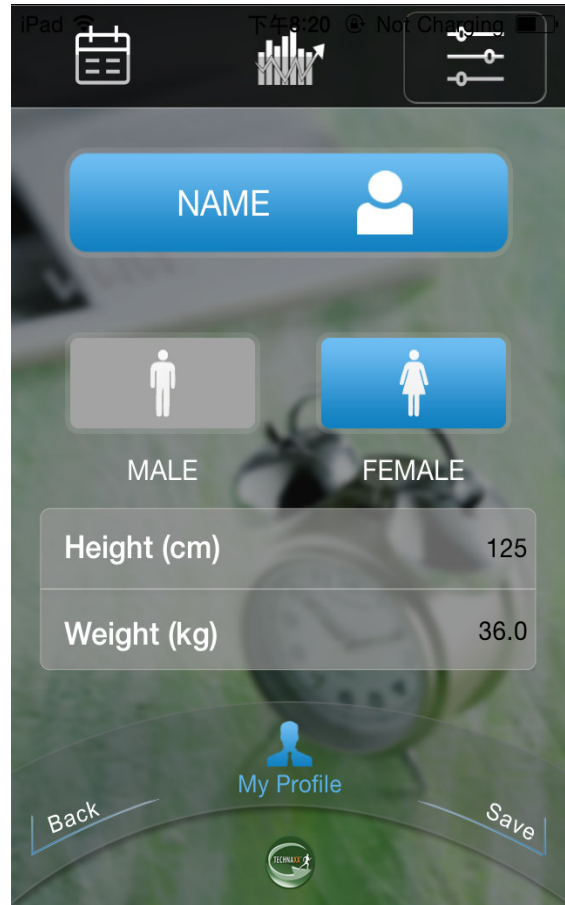 iPad 下午8:20 Not Charging
NAME
MALE FEMALE
Height (cm) 125
Weight (kg) 36.0
My Profile
Back Save
TECHNAXX